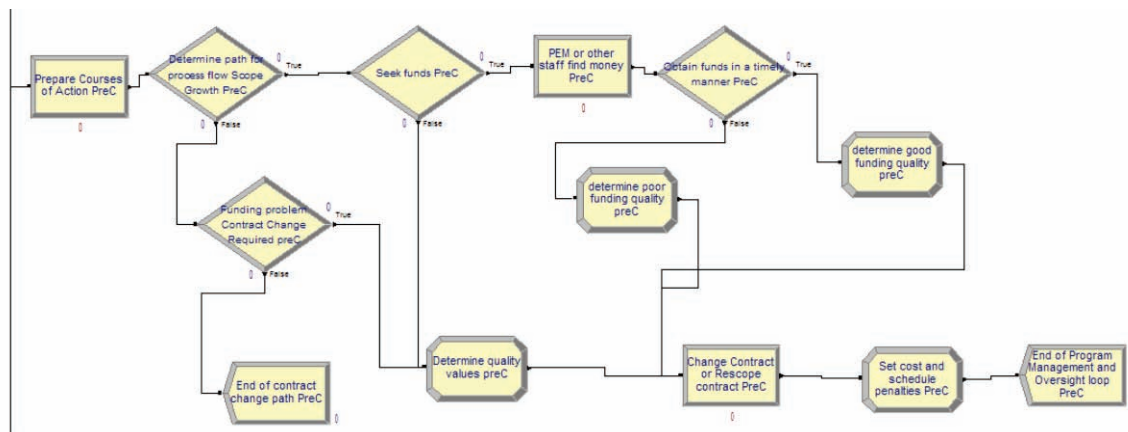 Prepare Courses
of Action PreC
0
Determine path for
process flow Scope
Growth PreC
0
True
0
False
Seek funds PreC
0
True
0
False
PEM or other
staff find money
PreC
0
Obtain funds in a timely
manner PreC
0
True
0
False
determine good
funding quality
preC
determine poor
funding quality
preC
Funding problem
Contract Change
Required preC
0
True
0
False
End of contract
change path PreC
0
Determine quality
values preC
Change Contract
or Rescope
contract PreC
0
Set cost and
schedule
penalties PreC
End of Program
Management and
Oversight loop
PreC